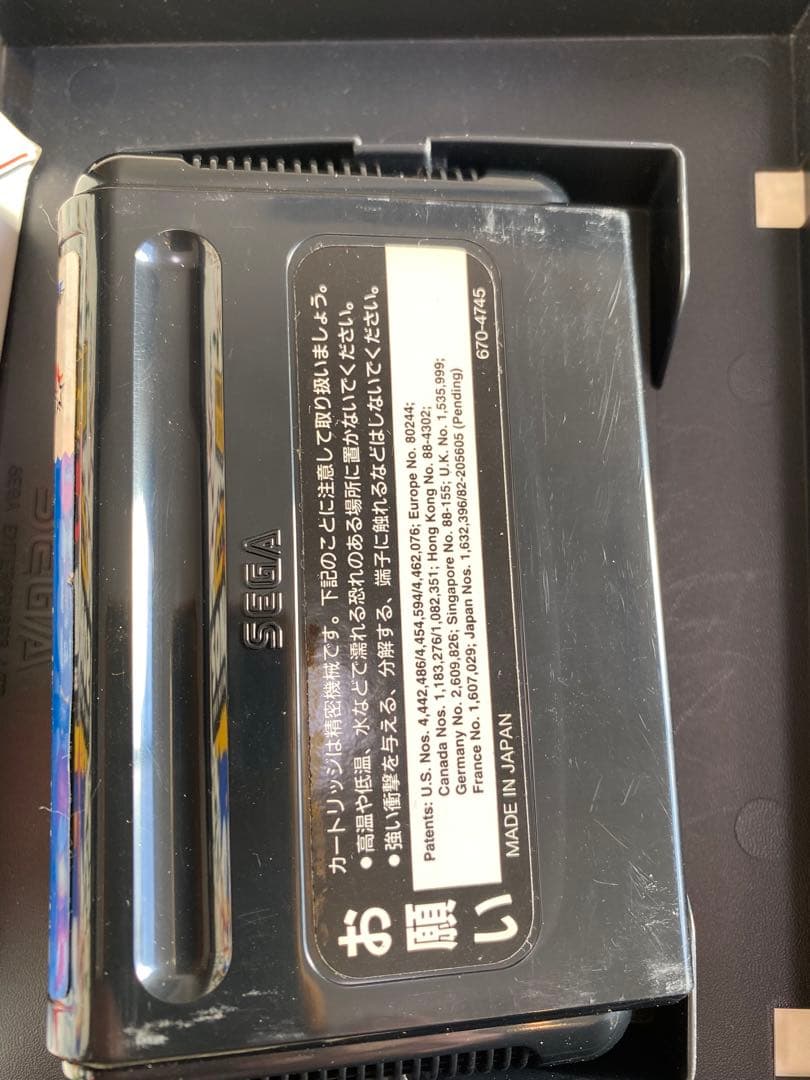 SEGA
お願い
カートリッジは精密機械です。下記のことに注意して取り扱いましょう。
●高温や低温、水などで濡れる恐れのある場所に置かないでください。
●強い衝撃を与える、分解する、端子に触れるなどはしないでください。
Patents: U.S. Nos. 4,442,486/4,454,594/4,462,076; Europe No. 80244;
Canada Nos. 1,183,276/1,082,351; Hong Kong No. 88-4302;
Germany No. 2,609,826; Singapore No. 88-155; U.K. No. 1,535,999;
France No. 1,607,029; Japan Nos. 1,632,396/82-205605 (Pending)
MADE IN JAPAN
670-4745
SEGA
SEGA ENTERPRISES LTD.